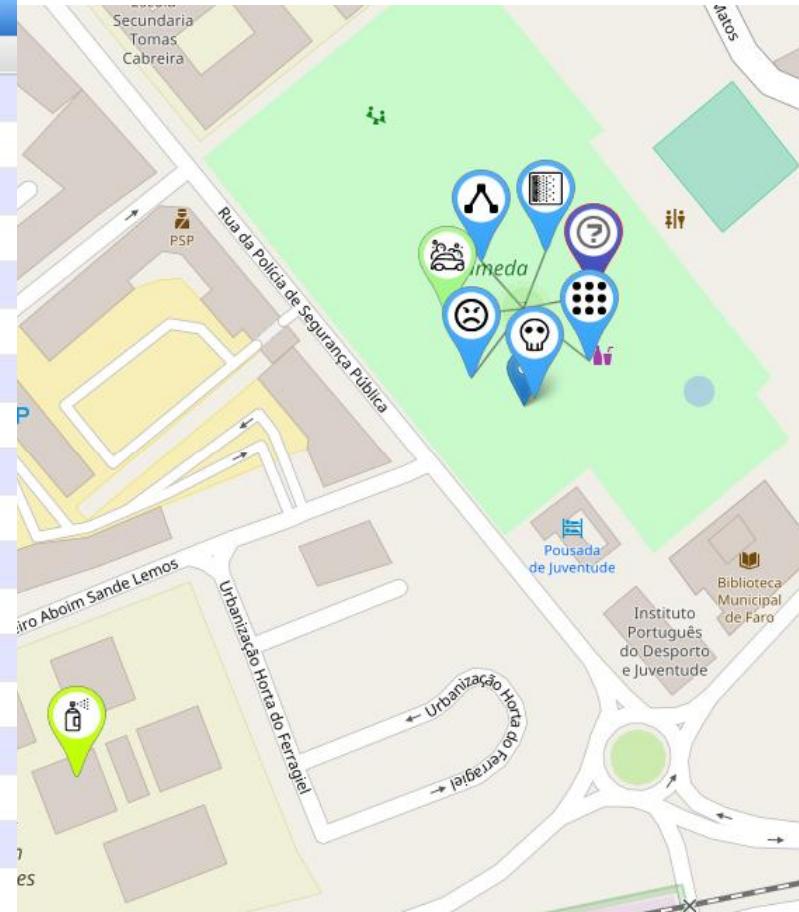 Secundaria
Tomas
Cabreira
Matos
PSP
Rua da Polícia de Segurança Pública
meda
?
P
Pousada
de Juventude
Biblioteca
Municipal
de Faro
Instituto
Português
do Desporto
e Juventude
iro Aboim Sande Lemos
Urbanização Horta do Ferragiel
Urbanização Horta
do Ferragiel
es